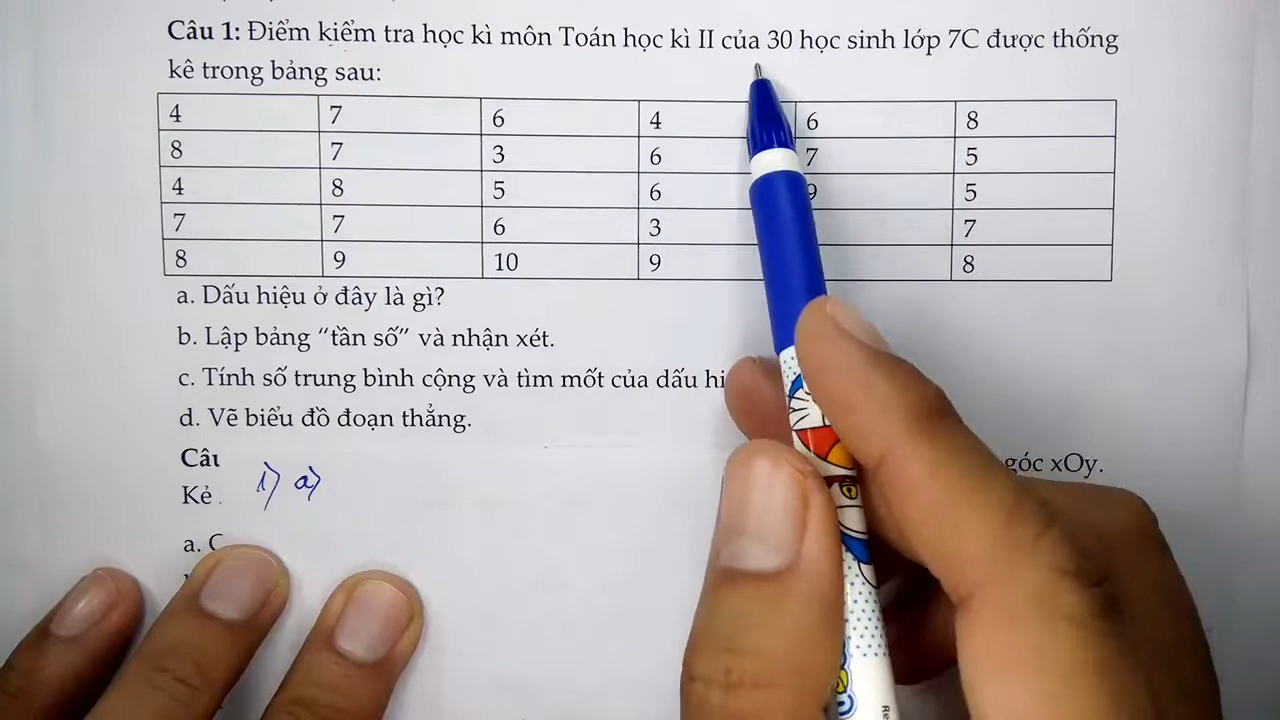 Câu 1: Điểm kiểm tra học kì môn Toán học kì II của 30 học sinh lớp 7C được thống
kê trong bảng sau:
4 7 6 4 6 8
8 7 3 6 7 5
4 8 5 6 9 5
7 7 6 3 7
8 9 10 9 8
a. Dấu hiệu ở đây là gì?
b. Lập bảng “tần số” và nhận xét.
c. Tính số trung bình cộng và tìm mốt của dấu
d. Vẽ biểu đồ đoạn thẳng.
góc xOy.
Kẻ
1) a)
a.